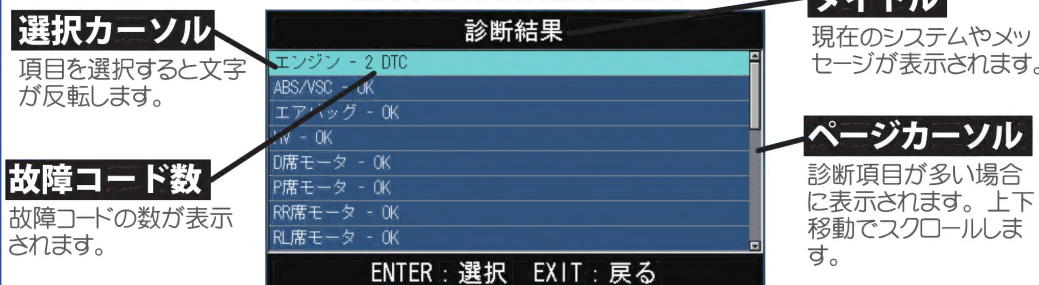 選択カーソル
項目を選択すると文字
が反転します。
故障コード数
故障コードの数が表示
されます。
診断結果
エンジン - 2 DTC
ABS/VSC - OK
エアバッグ - OK
HV - OK
D席モータ - OK
P席モータ - OK
RR席モータ - OK
RL席モータ - OK
ENTER：選択 EXIT：戻る
タイトル
現在のシステムやメッ
セージが表示されます。
ページカーソル
診断項目が多い場合
に表示されます。上下
移動でスクロールしま
す。